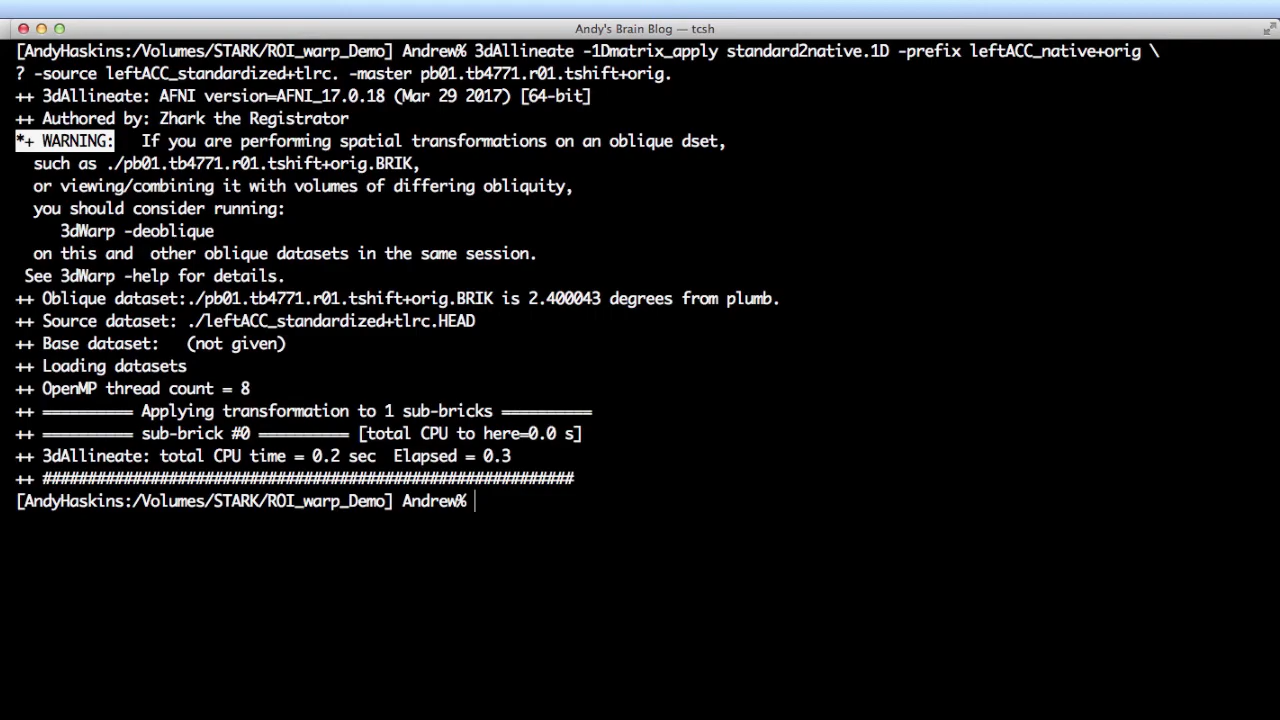 Andy's Brain Blog — tcsh
[AndyHaskins:/Volumes/STARK/ROI_warp_Demo] Andrew% 3dAllineate -1Dmatrix_apply standard2native.1D -prefix leftACC_native+orig \
? -source leftACC_standardized+tlrc. -master pb01.tb4771.r01.tshift+orig.
++ 3dAllineate: AFNI version=AFNI_17.0.18 (Mar 29 2017) [64-bit]
++ Authored by: Zhark the Registrator
*+ WARNING:   If you are performing spatial transformations on an oblique dset,
  such as ./pb01.tb4771.r01.tshift+orig.BRIK,
  or viewing/combining it with volumes of differing obliquity,
  you should consider running:
     3dWarp -deoblique
  on this and  other oblique datasets in the same session.
 See 3dWarp -help for details.
++ Oblique dataset:./pb01.tb4771.r01.tshift+orig.BRIK is 2.400043 degrees from plumb.
++ Source dataset: ./leftACC_standardized+tlrc.HEAD
++ Base dataset:   (not given)
++ Loading datasets
++ OpenMP thread count = 8
++ ========== Applying transformation to 1 sub-bricks ==========
++ ========== sub-brick #0 ========== [total CPU to here=0.0 s]
++ 3dAllineate: total CPU time = 0.2 sec  Elapsed = 0.3
++ ###########################################################
[AndyHaskins:/Volumes/STARK/ROI_warp_Demo] Andrew%